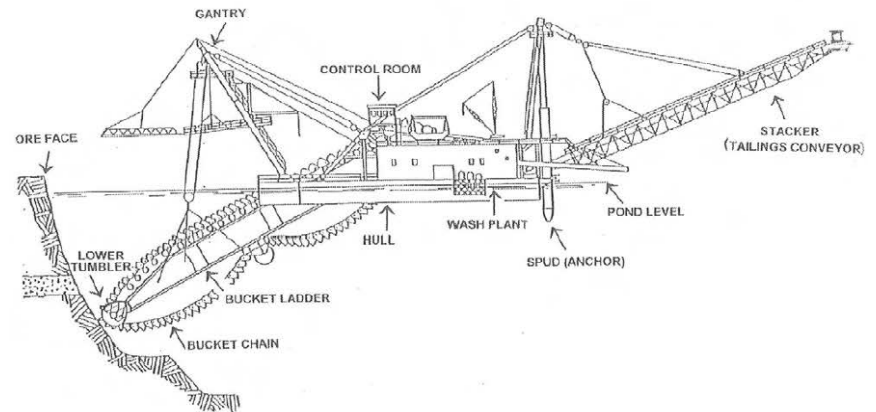 GANTRY
CONTROL ROOM
ORE FACE
STACKER
(TAILINGS CONVEYOR)
POND LEVEL
WASH PLANT
HULL
SPUD (ANCHOR)
LOWER
TUMBLER
BUCKET LADDER
BUCKET CHAIN